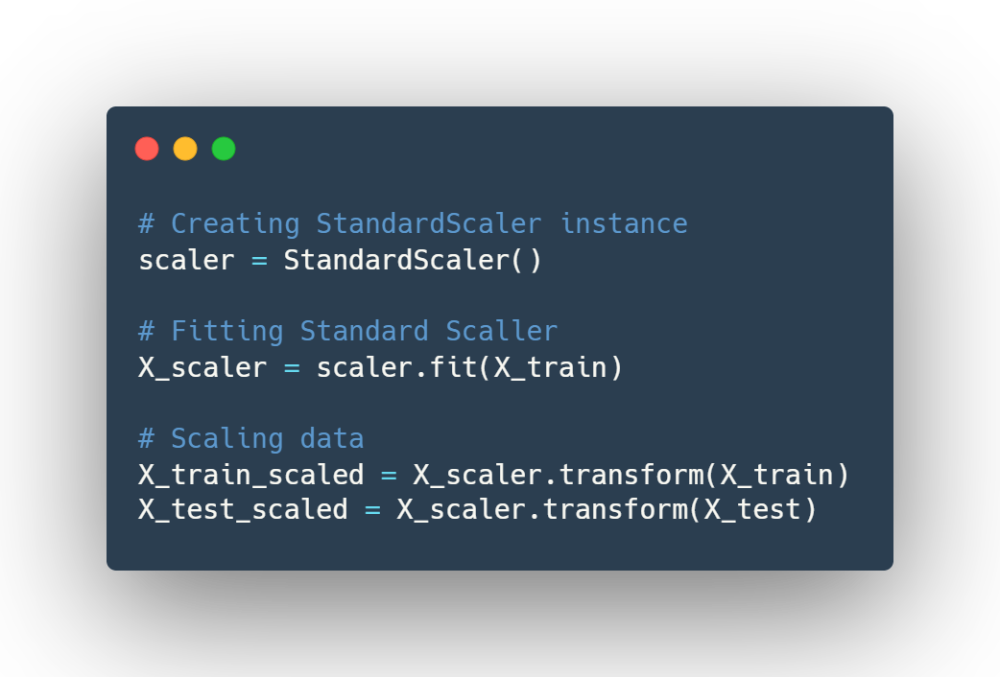 # Creating StandardScaler instance
scaler = StandardScaler()
# Fitting Standard Scaller
X_scaler = scaler.fit(X_train)
# Scaling data
X_train_scaled = X_scaler.transform(X_train)
X_test_scaled = X_scaler.transform(X_test)